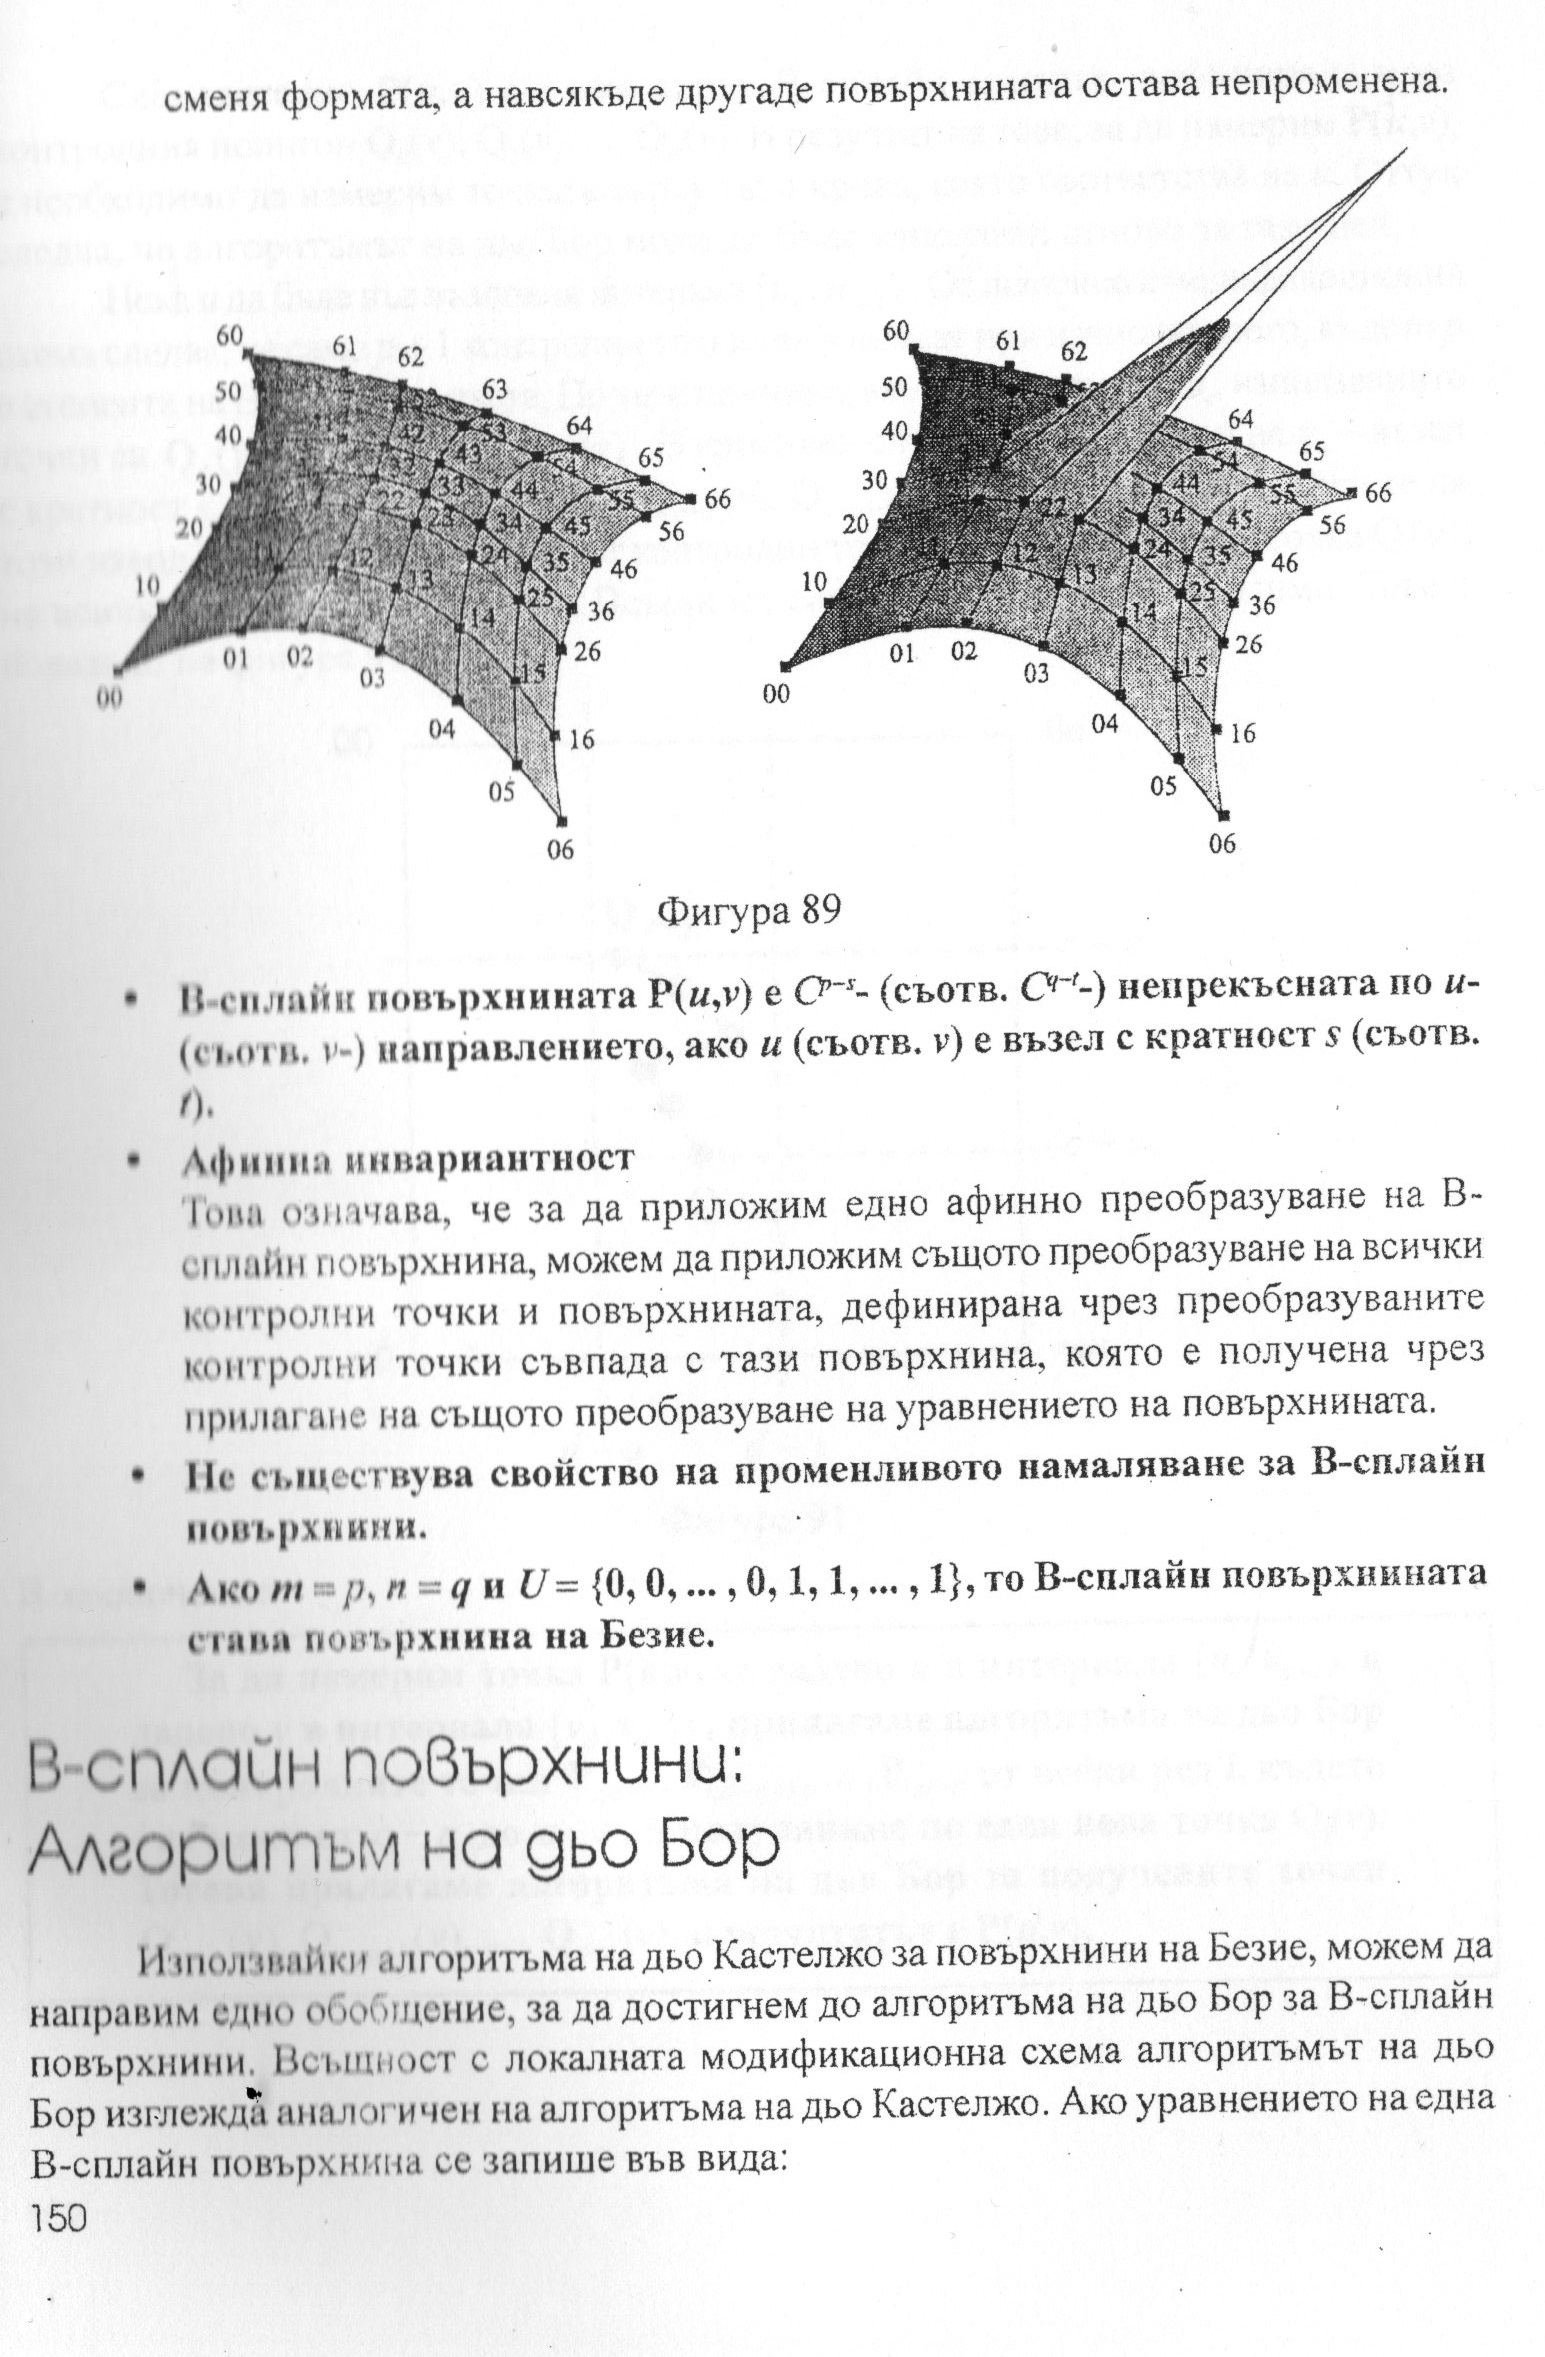 сменя формата, а навсякъде другаде повърхнината остава непроменена.
60 61 62 63 64 65 66
50 53 54 55 56
40 42 43 44 45 46
30 32 33 34 35 36
20 22 23 24 25 26
10 11 12 13 14 15 16
00 01 02 03 04 05 06
60 61 62 64 65 66
50 54 55 56
40 44 45 46
30 34 35 36
20 22 24 25 26
10 11 12 13 14 15 16
00 01 02 03 04 05 06
Фигура 89
• B-сплайн повърхнината P(u,v) е C^{p−s}- (съотв. C^{q−t}-) непрекъсната по u-
(съотв. v-) направлението, ако u (съотв. v) е възел с кратност s (съотв.
t).
• Афинна инвариантност
Това означава, че за да приложим едно афинно преобразуване на B-
сплайн повърхнина, можем да приложим същото преобразуване на всички
контролни точки и повърхнината, дефинирана чрез преобразуваните
контролни точки съвпада с тази повърхнина, която е получена чрез
прилагане на същото преобразуване на уравнението на повърхнината.
• Не съществува свойство на променливото намаляване за B-сплайн
повърхнини.
• Ако m = p, n = q и U = {0, 0, ... , 0, 1, 1, ... , 1}, то B-сплайн повърхнината
става повърхнина на Безие.
B-сплайн повърхнини:
Алгоритъм на дьо Бор
Използвайки алгоритъма на дьо Кастелжо за повърхнини на Безие, можем да
направим едно обобщение, за да достигнем до алгоритъма на дьо Бор за B-сплайн
повърхнини. Всъщност с локалната модификационна схема алгоритъмът на дьо
Бор изглежда аналогичен на алгоритъма на дьо Кастелжо. Ако уравнението на една
B-сплайн повърхнина се запише във вида:
150